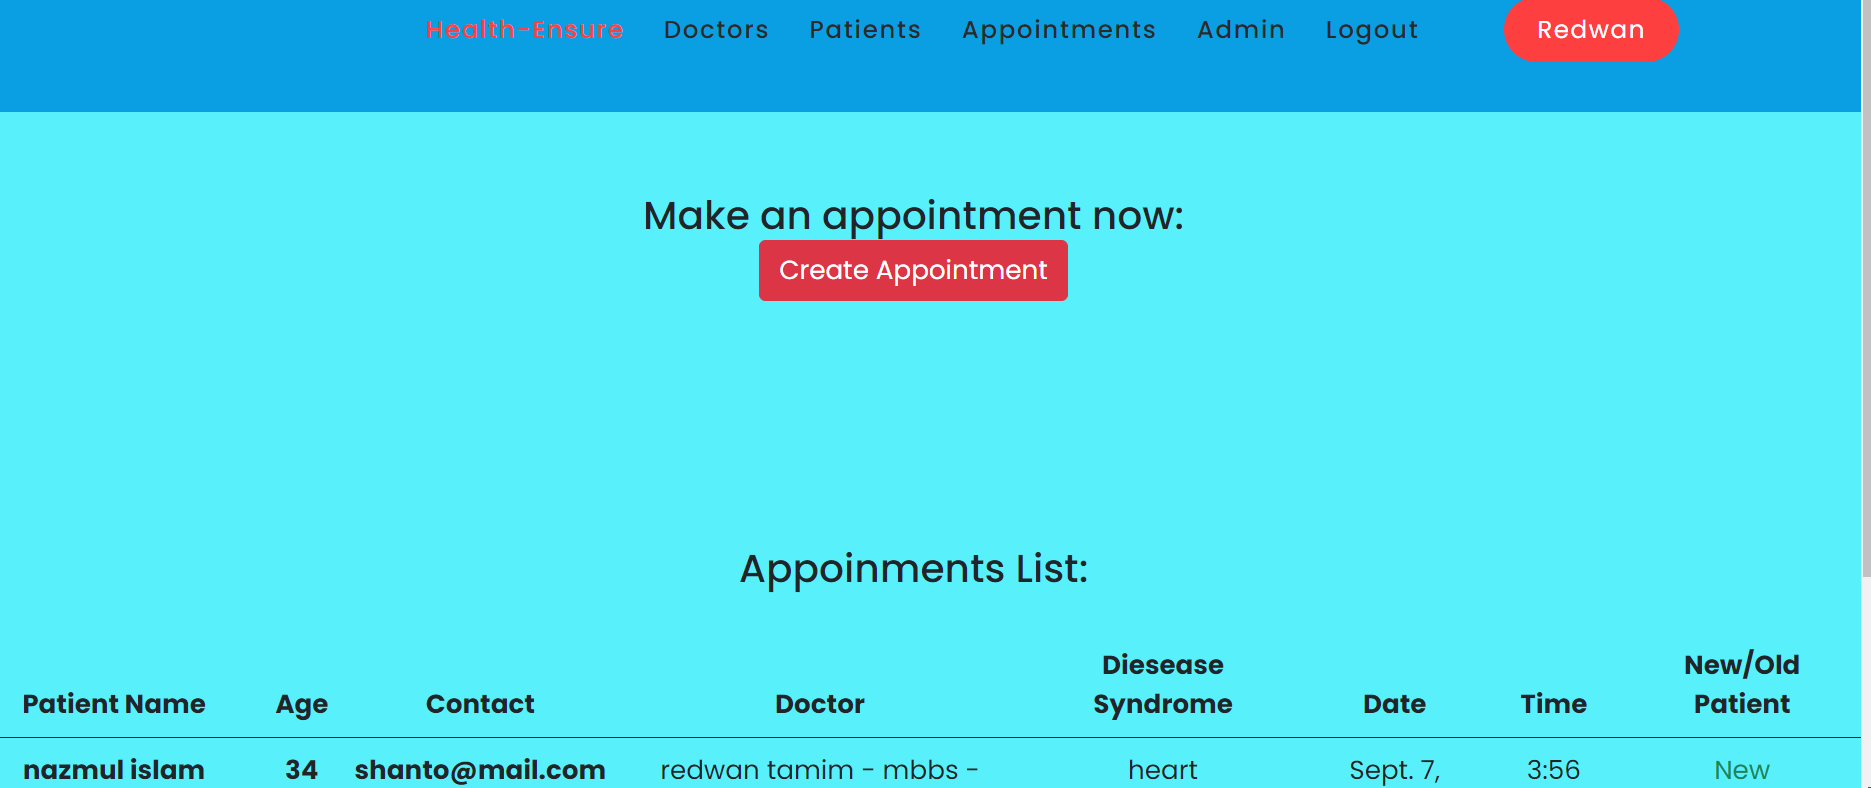 Health-Ensure Doctors Patients Appointments Admin Logout Redwan
Make an appointment now:
Create Appointment
Appoinments List:
Patient Name Age Contact Doctor Diesease Syndrome Date Time New/Old Patient
nazmul islam 34 shanto@mail.com redwan tamim - mbbs - heart Sept. 7, 3:56 New